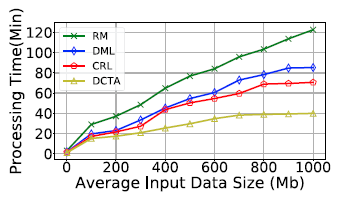 Processing Time(Min)
120
100
80
60
40
20
0
RM
DML
CRL
DCTA
0 200 400 600 800 1000
Average Input Data Size (Mb)